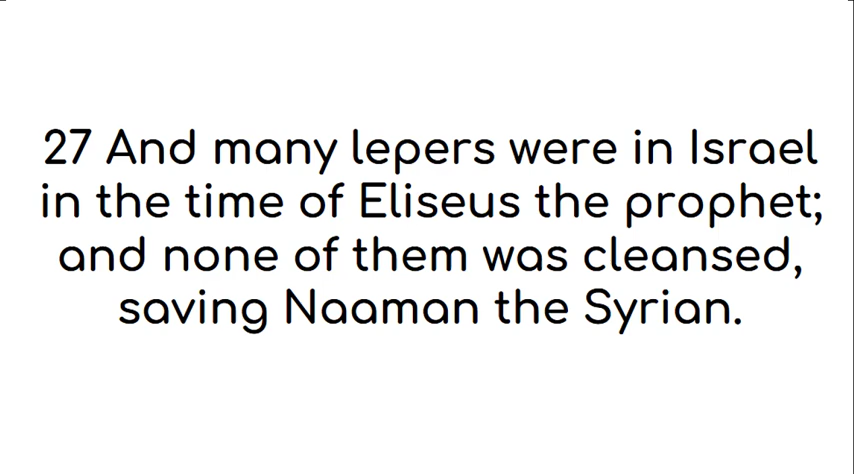 27 And many lepers were in Israel
in the time of Eliseus the prophet;
and none of them was cleansed,
saving Naaman the Syrian.